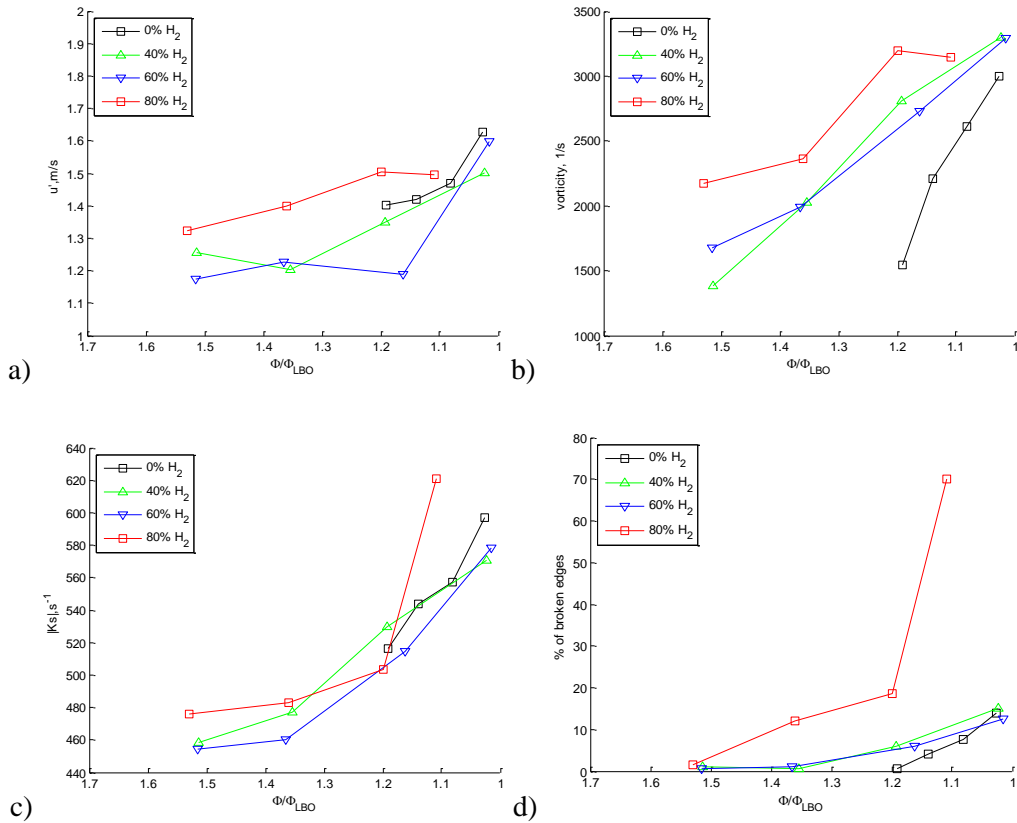 2
1.9
1.8
1.7
1.6
1.5
1.4
1.3
1.2
1.1
1
u',m/s
0% H2
40% H2
60% H2
80% H2
1.7 1.6 1.5 1.4 1.3 1.2 1.1 1
Φ/ΦLBO
a)
3500
3000
2500
2000
1500
1000
vorticity, 1/s
0% H2
40% H2
60% H2
80% H2
1.7 1.6 1.5 1.4 1.3 1.2 1.1 1
Φ/ΦLBO
b)
640
620
600
580
560
540
520
500
480
460
440
|Ks|,s-1
0% H2
40% H2
60% H2
80% H2
1.7 1.6 1.5 1.4 1.3 1.2 1.1 1
Φ/ΦLBO
c)
80
70
60
50
40
30
20
10
0
% of broken edges
0% H2
40% H2
60% H2
80% H2
1.7 1.6 1.5 1.4 1.3 1.2 1.1 1
Φ/ΦLBO
d)